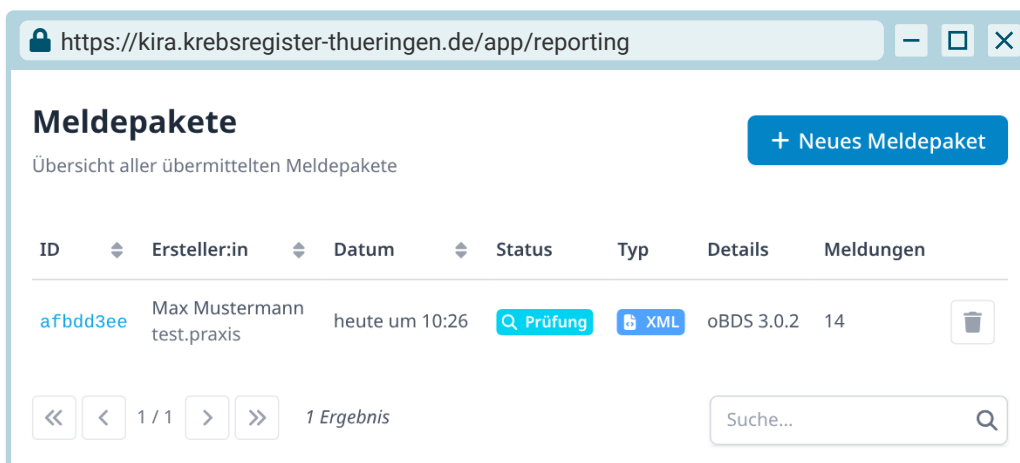 https://kira.krebsregister-thueringen.de/app/reporting
Meldepakete
+ Neues Meldepaket
Übersicht aller übermittelten Meldepakete
ID Ersteller:in Datum Status Typ Details Meldungen
afbdd3ee Max Mustermann heute um 10:26 Prüfung XML oBDS 3.0.2 14
test.praxis
1 / 1 1 Ergebnis Suche...